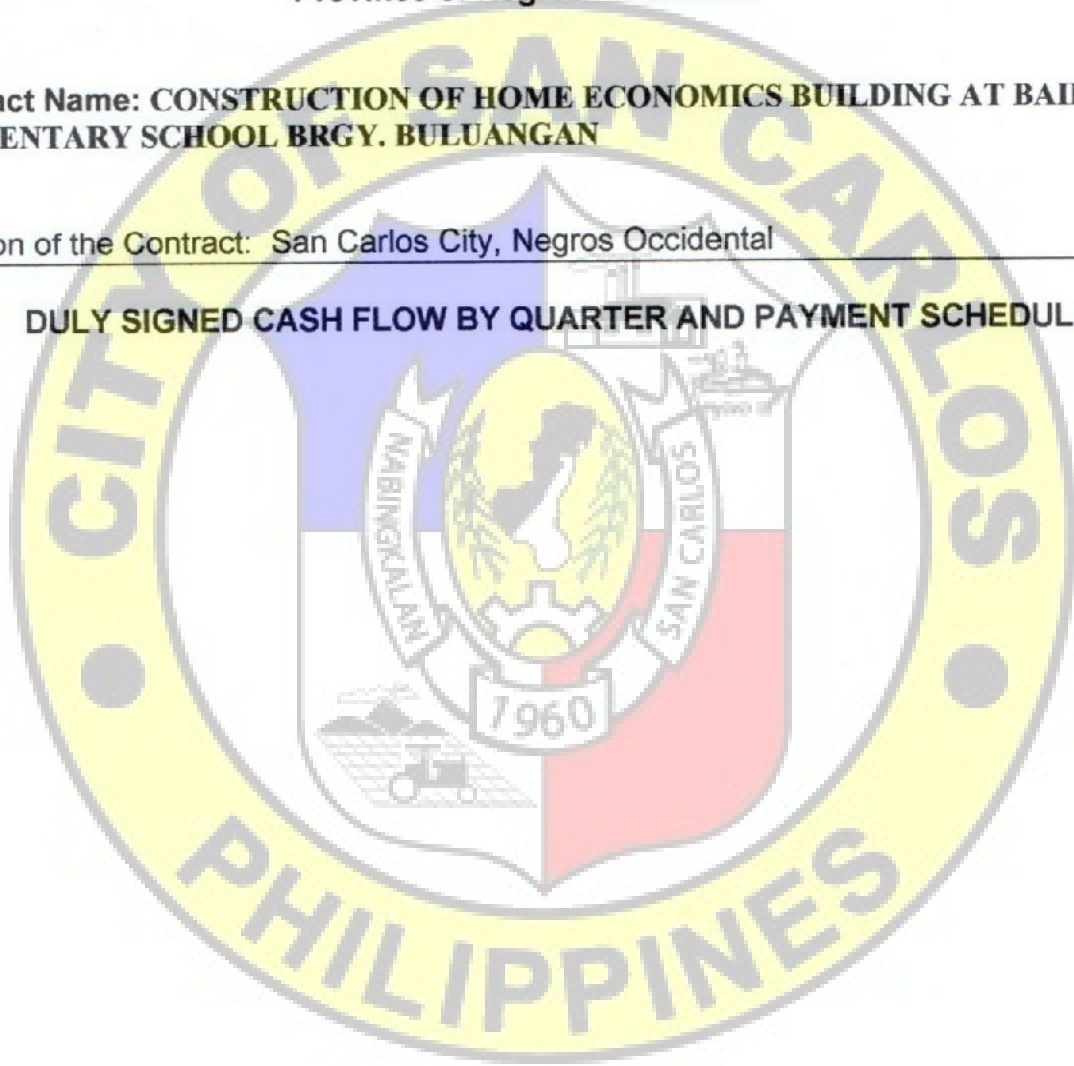 act Name: CONSTRUCTION OF HOME ECONOMICS BUILDING AT BAI
ENTARY SCHOOL BRGY. BULUANGAN
on of the Contract: San Carlos City, Negros Occidental
DULY SIGNED CASH FLOW BY QUARTER AND PAYMENT SCHEDUL
CITY OF SAN CARLOS
NABINGKALAN
SAN CARLOS
1960
PHILIPPINES